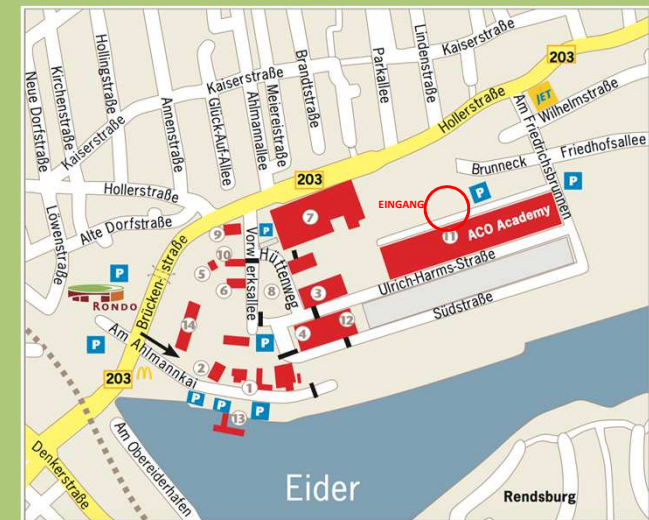 Neue Dorfstraße
Kirchenstraße
Hollingstraße
Kaiserstraße
Annenstraße
Glück-Auf-Allee
Ahlmannallee
Meiereistraße
Kaiserstraße
Brandtstraße
Parkallee
Lindenstraße
Kaiserstraße
203
Hollerstraße
JET
Wilhelmstraße
Am Friedrichsbrunnen
Brunneck
Friedhofsallee
203
Hollerstraße
Löwenstraße
Alte Dorfstraße
EINGANG
P
P
7
ACO Academy
11
9
P
10
5
6
Vorwerksallee
Hüttenweg
8
3
Ulrich-Harms-Straße
Südstraße
P
RONDO
Brückenstraße
14
4
12
P
P
Am Ahlmannkai
2
1
203
P
P
P
13
Denkerstraße
Am Obereiderhafen
Eider
Rendsburg